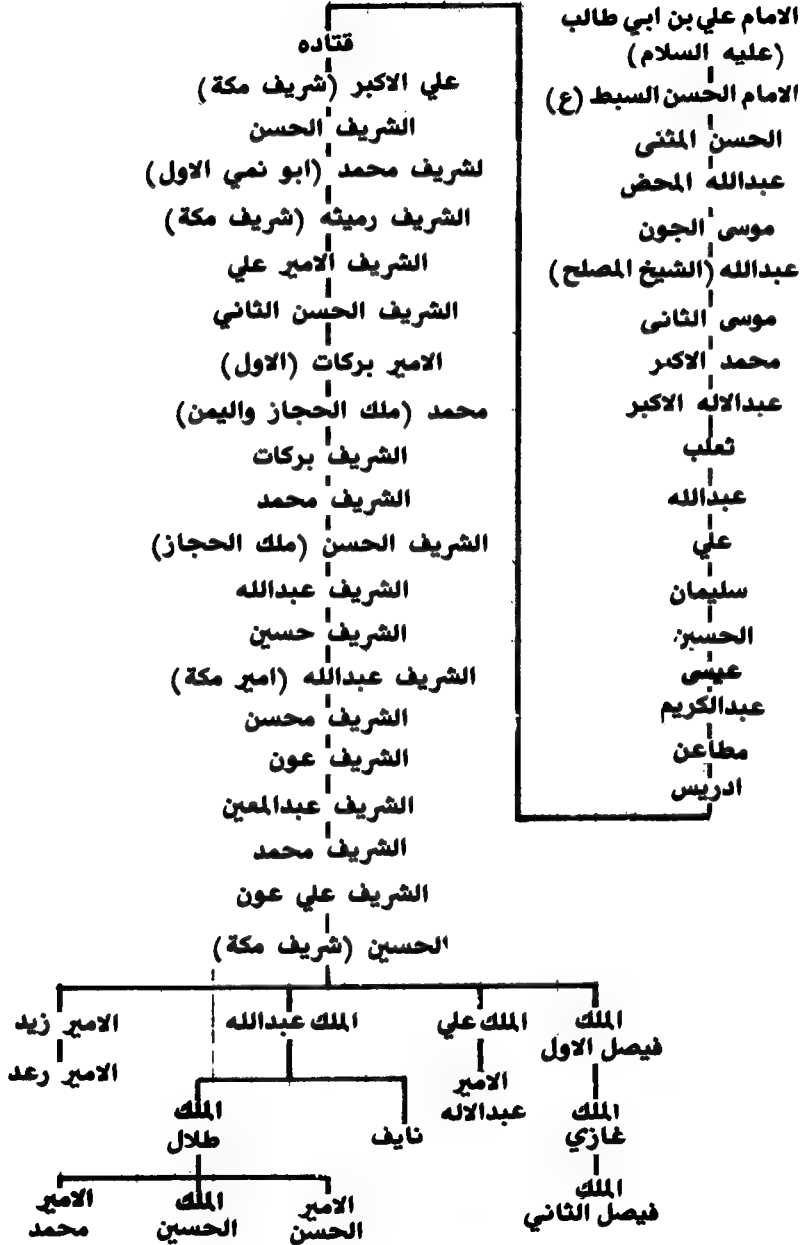 الامام علي بن ابي طالب
(عليه السلام)
الامام الحسن السبط (ع)
الحسن المثنى
عبدالله المحض
موسى الجون
عبدالله (الشيخ المصلح)
موسى الثانى
محمد الاكبر
عبدالاله الاكبر
ثعلب
عبدالله
علي
سليمان
الحسين
عيسى
عبدالكريم
مطاعن
ادريس
قتاده
علي الاكبر (شريف مكة)
الشريف الحسن
لشريف محمد (ابو نمي الاول)
الشريف رميثه (شريف مكة)
الشريف الامير علي
الشريف الحسن الثاني
الامير بركات (الاول)
محمد (ملك الحجاز واليمن)
الشريف بركات
الشريف محمد
الشريف الحسن (ملك الحجاز)
الشريف عبدالله
الشريف حسين
الشريف عبدالله (امير مكة)
الشريف محسن
الشريف عون
الشريف عبدالمعين
الشريف محمد
الشريف علي عون
الحسين (شريف مكة)
الملك
فيصل الاول
الملك علي
الملك عبدالله
الامير زيد
الامير رعد
الامير
عبدالاله
الملك
غازي
نايف
الملك
طلال
الملك
فيصل الثاني
الامير
الحسن
الملك
الحسين
الامير
محمد